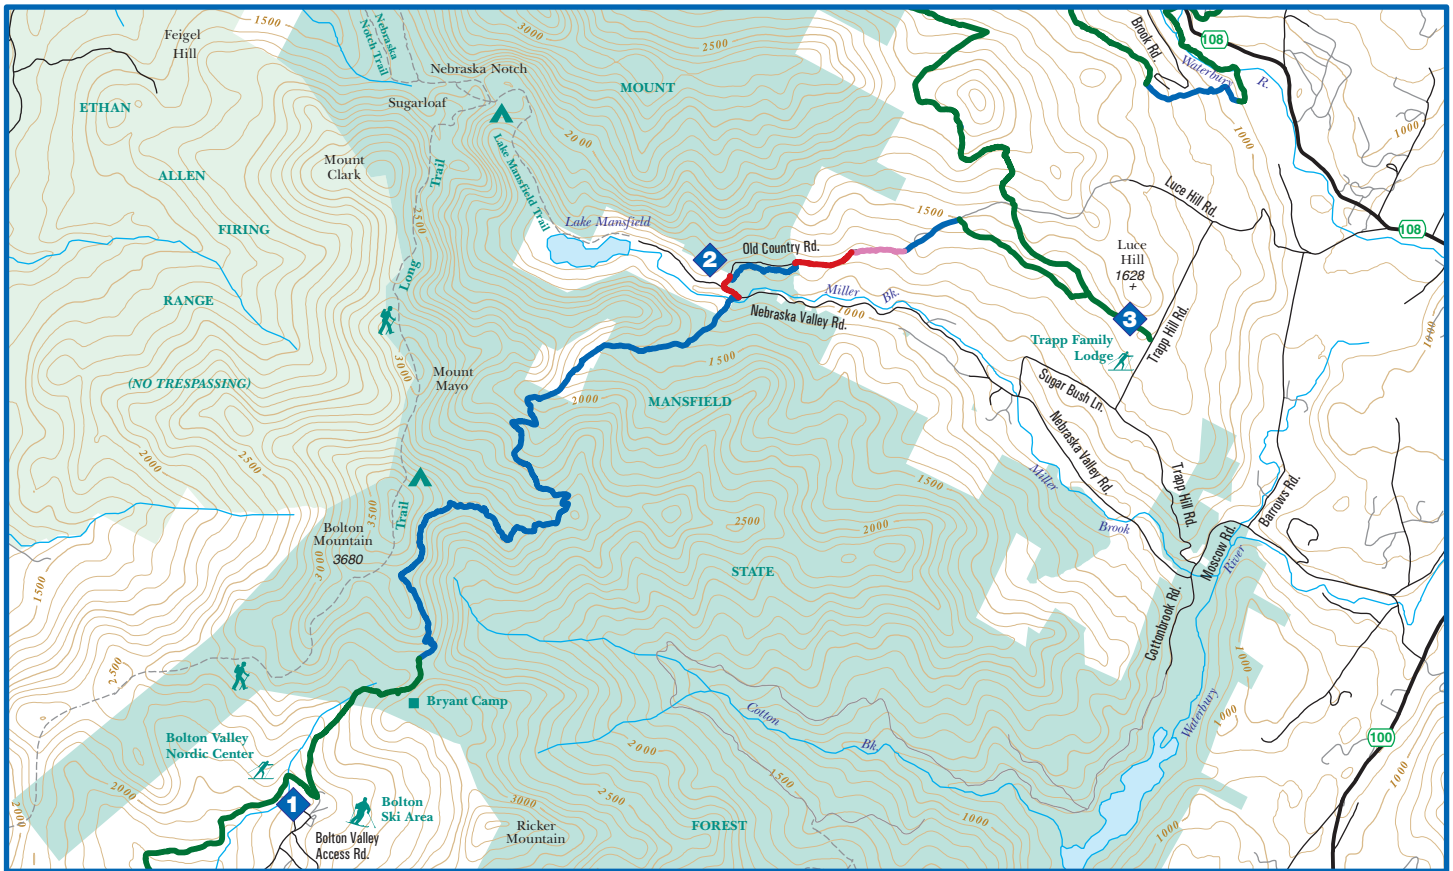 1500
Feigel
Hill
Nebraska
Notch Trail
3000
2500
Brook Rd.
108
Nebraska Notch
Waterbury
R.
ETHAN
Sugarloaf
MOUNT
2000
1000
1000
Mount
Clark
Trail
Lake Mansfield Trail
ALLEN
Luce Hill Rd.
2500
1500
Lake Mansfield
FIRING
108
2
Old Country Rd.
Luce
Hill
1628
+
Long
RANGE
Miller
Bk.
1000
Nebraska Valley Rd.
3
Trapp Family
Lodge
Trapp Hill Rd.
1000
3000
1500
Mount
Mayo
(NO TRESPASSING)
2000
MANSFIELD
Sugar Bush Ln.
Nebraska Valley Rd.
2000
2500
1500
Miller
Trapp Hill Rd.
Barrows Rd.
3500
Trail
Bolton
Mountain
3680
3000
2500
2000
Brook
Moscow Rd.
River
STATE
1500
Cottonbrook Rd.
2500
1000
Bryant Camp
Cotton
Bk.
Waterbury
1000
Bolton Valley
Nordic Center
2000
100
1500
1000
2000
2000
1
Bolton
Ski Area
3000
2500
Ricker
Mountain
FOREST
1000
1000
Bolton Valley
Access Rd.